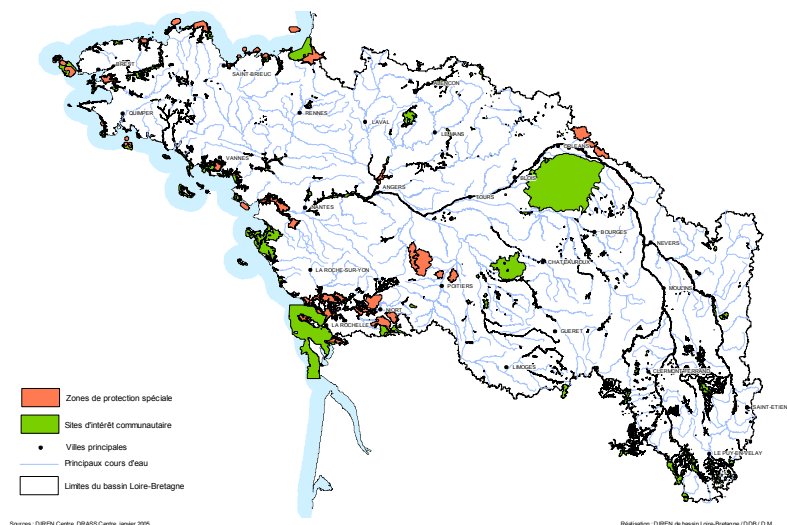 BREST
SAINT-BRIEUC
QUIMPER
RENNES
LAVAL
LE MANS
VANNES
ORLEANS
BLOIS
ANGERS
TOURS
NANTES
BOURGES
NEVERS
CHATEAUROUX
LA ROCHE-SUR-YON
POITIERS
MOULINS
LA ROCHELLE
GUERET
LIMOGES
CLERMONT-FERRAND
SAINT-ETIEN
LE PUY-EN-VELAY
Zones de protection spéciale
Sites d'intérêt communautaire
Villes principales
Principaux cours d'eau
Limites du bassin Loire-Bretagne
Sources : DIREN Centre, DRASS Centre, janvier 2005
Réalisation : DIREN de bassin Loire-Bretagne / DDB / D.M.